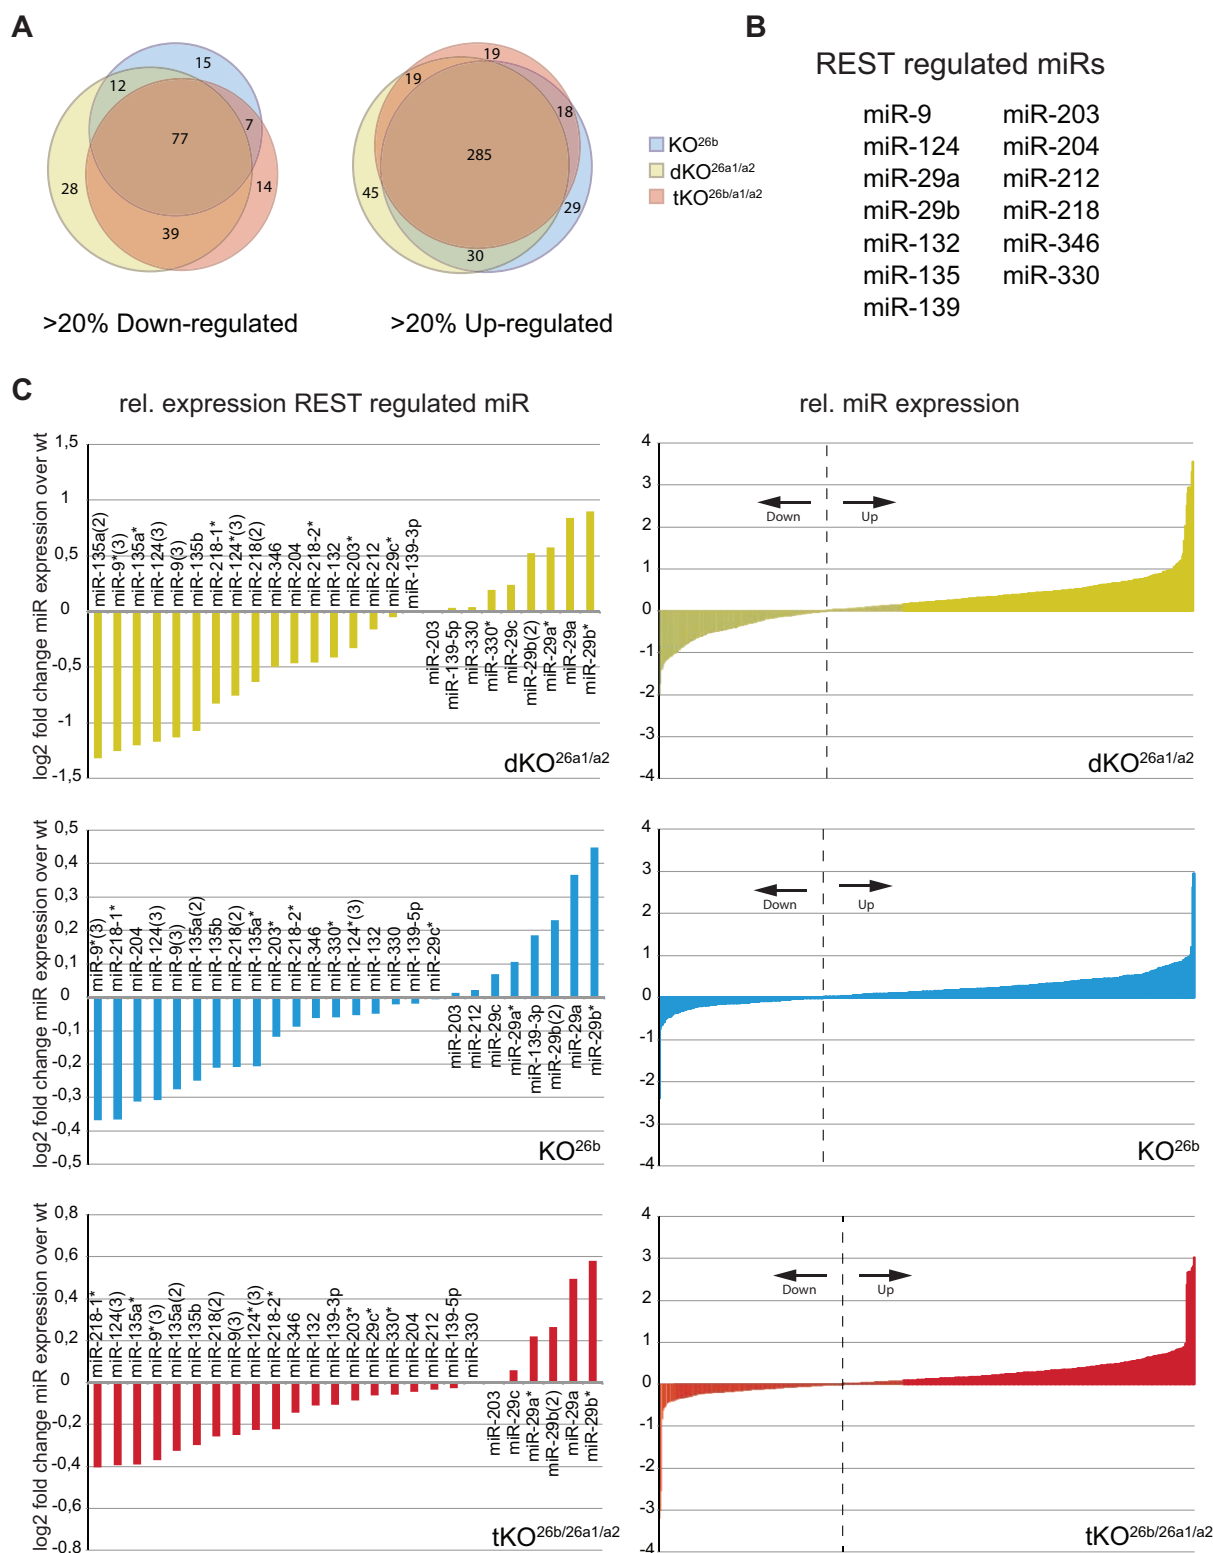 A
B
REST regulated miRs
15
12
7
77
28
14
39
19
19
18
285
45
29
30
KO26b
dKO26a1/a2
tKO26b/a1/a2
>20% Down-regulated
>20% Up-regulated
miR-9
miR-124
miR-29a
miR-29b
miR-132
miR-135
miR-139
miR-203
miR-204
miR-212
miR-218
miR-346
miR-330
C
rel. expression REST regulated miR
rel. miR expression
log2 fold change miR expression over wt
1,5
1
0,5
0
-0,5
-1
-1,5
miR-135a(2)
miR-9*(3)
miR-135a*
miR-124(3)
miR-9(3)
miR-135b
miR-218-1*
miR-124*(3)
miR-218(2)
miR-346
miR-204
miR-218-2*
miR-132
miR-203*
miR-212
miR-29c*
miR-139-3p
miR-203
miR-139-5p
miR-330
miR-330*
miR-29c
miR-29b(2)
miR-29a*
miR-29a
miR-29b*
dKO26a1/a2
4
3
2
1
0
-1
-2
-3
-4
Down
Up
dKO26a1/a2
log2 fold change miR expression over wt
0,5
0,4
0,3
0,2
0,1
0
-0,1
-0,2
-0,3
-0,4
-0,5
miR-9*(3)
miR-218-1*
miR-204
miR-124(3)
miR-9(3)
miR-135a(2)
miR-135b
miR-218(2)
miR-135a*
miR-203*
miR-218-2*
miR-346
miR-330*
miR-124*(3)
miR-132
miR-330
miR-139-5p
miR-29c*
miR-203
miR-212
miR-29c
miR-29a*
miR-139-3p
miR-29b(2)
miR-29a
miR-29b*
KO26b
4
3
2
1
0
-1
-2
-3
-4
Down
Up
KO26b
log2 fold change miR expression over wt
0,8
0,6
0,4
0,2
0
-0,2
-0,4
-0,6
-0.8
miR-218-1*
miR-124(3)
miR-135a*
miR-9*(3)
miR-135a(2)
miR-135b
miR-218(2)
miR-9(3)
miR-124*(3)
miR-218-2*
miR-346
miR-132
miR-139-3p
miR-203*
miR-29c*
miR-330*
miR-204
miR-212
miR-139-5p
miR-330
miR-203
miR-29c
miR-29a*
miR-29b(2)
miR-29a
miR-29b*
tKO26b/26a1/a2
4
3
2
1
0
-1
-2
-3
-4
Down
Up
tKO26b/26a1/a2